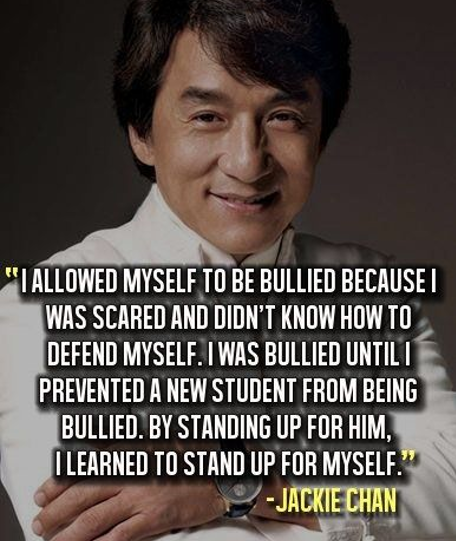 "I ALLOWED MYSELF TO BE BULLIED BECAUSE I
WAS SCARED AND DIDN'T KNOW HOW TO
DEFEND MYSELF. I WAS BULLIED UNTIL I
PREVENTED A NEW STUDENT FROM BEING
BULLIED. BY STANDING UP FOR HIM,
I LEARNED TO STAND UP FOR MYSELF."
-JACKIE CHAN